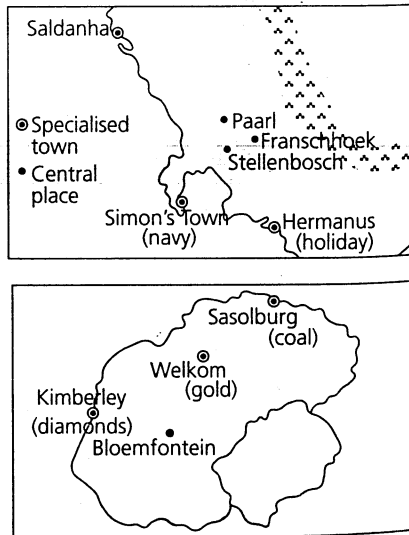 Saldanha
Specialised
town
Central
place
Paarl
Franschhoek
Stellenbosch
Simon's Town
(navy)
Hermanus
(holiday)
Sasolburg
(coal)
Welkom
(gold)
Kimberley
(diamonds)
Bloemfontein